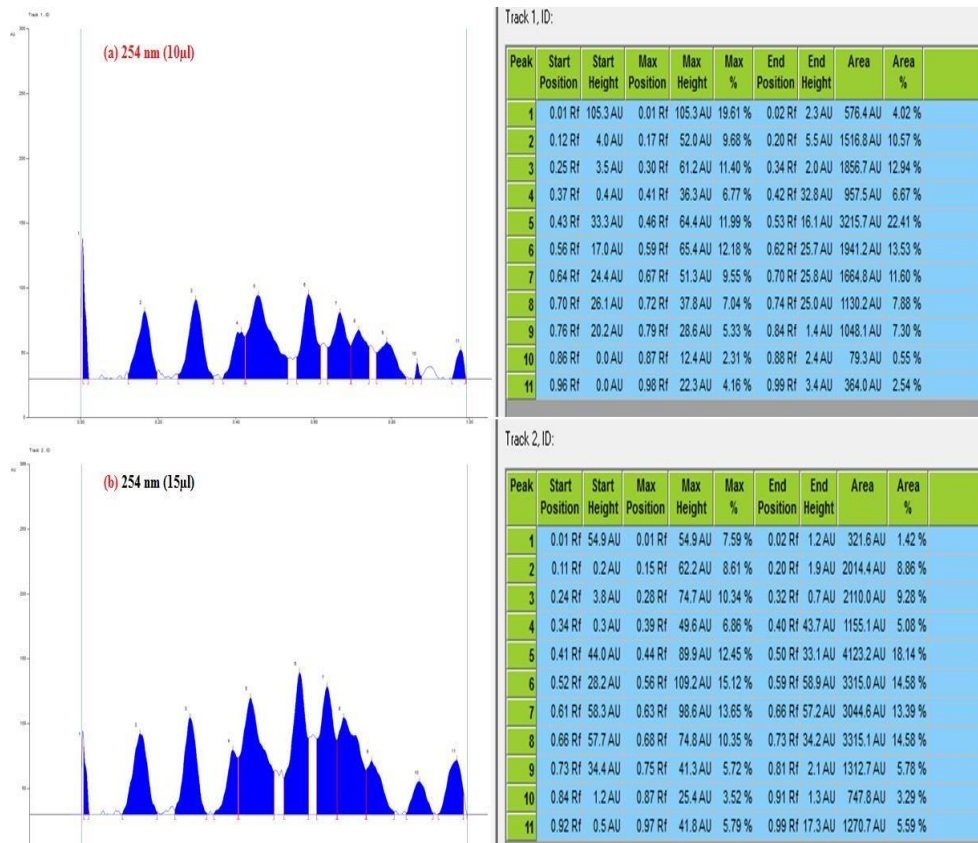 Track 1, ID:
(a) 254 nm (10µl)
Track 1, ID:
Peak Start Position Start Height Max Position Max Height Max % End Position End Height Area Area %
1 0.01 Rf 105.3 AU 0.01 Rf 105.3 AU 19.61 % 0.02 Rf 2.3 AU 576.4 AU 4.02 %
2 0.12 Rf 4.0 AU 0.17 Rf 52.0 AU 9.68 % 0.20 Rf 5.5 AU 1516.8 AU 10.57 %
3 0.25 Rf 3.5 AU 0.30 Rf 61.2 AU 11.40 % 0.34 Rf 2.0 AU 1856.7 AU 12.94 %
4 0.37 Rf 0.4 AU 0.41 Rf 36.3 AU 6.77 % 0.42 Rf 32.8 AU 957.5 AU 6.67 %
5 0.43 Rf 33.3 AU 0.46 Rf 64.4 AU 11.99 % 0.53 Rf 16.1 AU 3215.7 AU 22.41 %
6 0.56 Rf 17.0 AU 0.59 Rf 65.4 AU 12.18 % 0.62 Rf 25.7 AU 1941.2 AU 13.53 %
7 0.64 Rf 24.4 AU 0.67 Rf 51.3 AU 9.55 % 0.70 Rf 25.8 AU 1664.8 AU 11.60 %
8 0.70 Rf 26.1 AU 0.72 Rf 37.8 AU 7.04 % 0.74 Rf 25.0 AU 1130.2 AU 7.88 %
9 0.76 Rf 20.2 AU 0.79 Rf 28.6 AU 5.33 % 0.84 Rf 1.4 AU 1048.1 AU 7.30 %
10 0.86 Rf 0.0 AU 0.87 Rf 12.4 AU 2.31 % 0.88 Rf 2.4 AU 79.3 AU 0.55 %
11 0.96 Rf 0.0 AU 0.98 Rf 22.3 AU 4.16 % 0.99 Rf 3.4 AU 364.0 AU 2.54 %
Track 2, ID
(b) 254 nm (15µl)
Track 2, ID:
Peak Start Position Start Height Max Position Max Height Max % End Position End Height Area Area %
1 0.01 Rf 54.9 AU 0.01 Rf 54.9 AU 7.59 % 0.02 Rf 1.2 AU 321.6 AU 1.42 %
2 0.11 Rf 0.2 AU 0.15 Rf 62.2 AU 8.61 % 0.20 Rf 1.9 AU 2014.4 AU 8.86 %
3 0.24 Rf 3.8 AU 0.28 Rf 74.7 AU 10.34 % 0.32 Rf 0.7 AU 2110.0 AU 9.28 %
4 0.34 Rf 0.3 AU 0.39 Rf 49.6 AU 6.86 % 0.40 Rf 43.7 AU 1155.1 AU 5.08 %
5 0.41 Rf 44.0 AU 0.44 Rf 89.9 AU 12.45 % 0.50 Rf 33.1 AU 4123.2 AU 18.14 %
6 0.52 Rf 28.2 AU 0.56 Rf 109.2 AU 15.12 % 0.59 Rf 58.9 AU 3315.0 AU 14.58 %
7 0.61 Rf 58.3 AU 0.63 Rf 98.6 AU 13.65 % 0.66 Rf 57.2 AU 3044.6 AU 13.39 %
8 0.66 Rf 57.7 AU 0.68 Rf 74.8 AU 10.35 % 0.73 Rf 34.2 AU 3315.1 AU 14.58 %
9 0.73 Rf 34.4 AU 0.75 Rf 41.3 AU 5.72 % 0.81 Rf 2.1 AU 1312.7 AU 5.78 %
10 0.84 Rf 1.2 AU 0.87 Rf 25.4 AU 3.52 % 0.91 Rf 1.3 AU 747.8 AU 3.29 %
11 0.92 Rf 0.5 AU 0.97 Rf 41.8 AU 5.79 % 0.99 Rf 17.3 AU 1270.7 AU 5.59 %